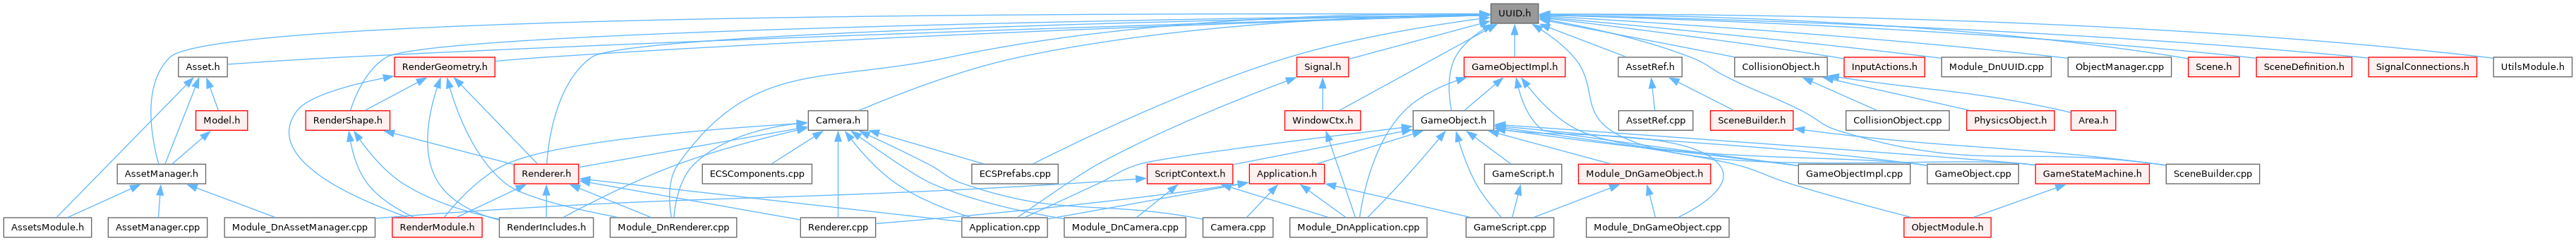 UUID.h
Asset.h
RenderGeometry.h
Signal.h
GameObjectImpl.h
AssetRef.h
CollisionObject.h
InputActions.h
Module_DnUUID.cpp
ObjectManager.cpp
Scene.h
SceneDefinition.h
SignalConnections.h
UtilsModule.h
Model.h
RenderShape.h
Camera.h
WindowCtx.h
GameObject.h
AssetRef.cpp
SceneBuilder.h
CollisionObject.cpp
PhysicsObject.h
Area.h
AssetManager.h
Renderer.h
ECSComponents.cpp
ECSPrefabs.cpp
ScriptContext.h
Application.h
GameScript.h
Module_DnGameObject.h
GameObjectImpl.cpp
GameObject.cpp
GameStateMachine.h
SceneBuilder.cpp
AssetsModule.h
AssetManager.cpp
Module_DnAssetManager.cpp
RenderModule.h
RenderIncludes.h
Module_DnRenderer.cpp
Renderer.cpp
Application.cpp
Module_DnCamera.cpp
Camera.cpp
Module_DnApplication.cpp
GameScript.cpp
Module_DnGameObject.cpp
ObjectModule.h